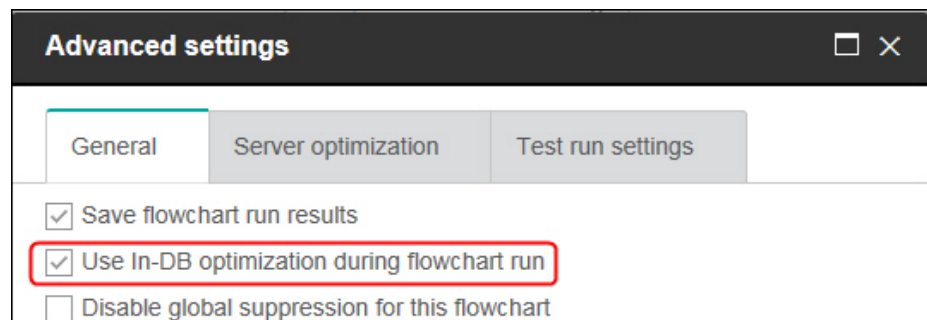 Advanced settings
General Server optimization Test run settings
Save flowchart run results
Use In-DB optimization during flowchart run
Disable global suppression for this flowchart